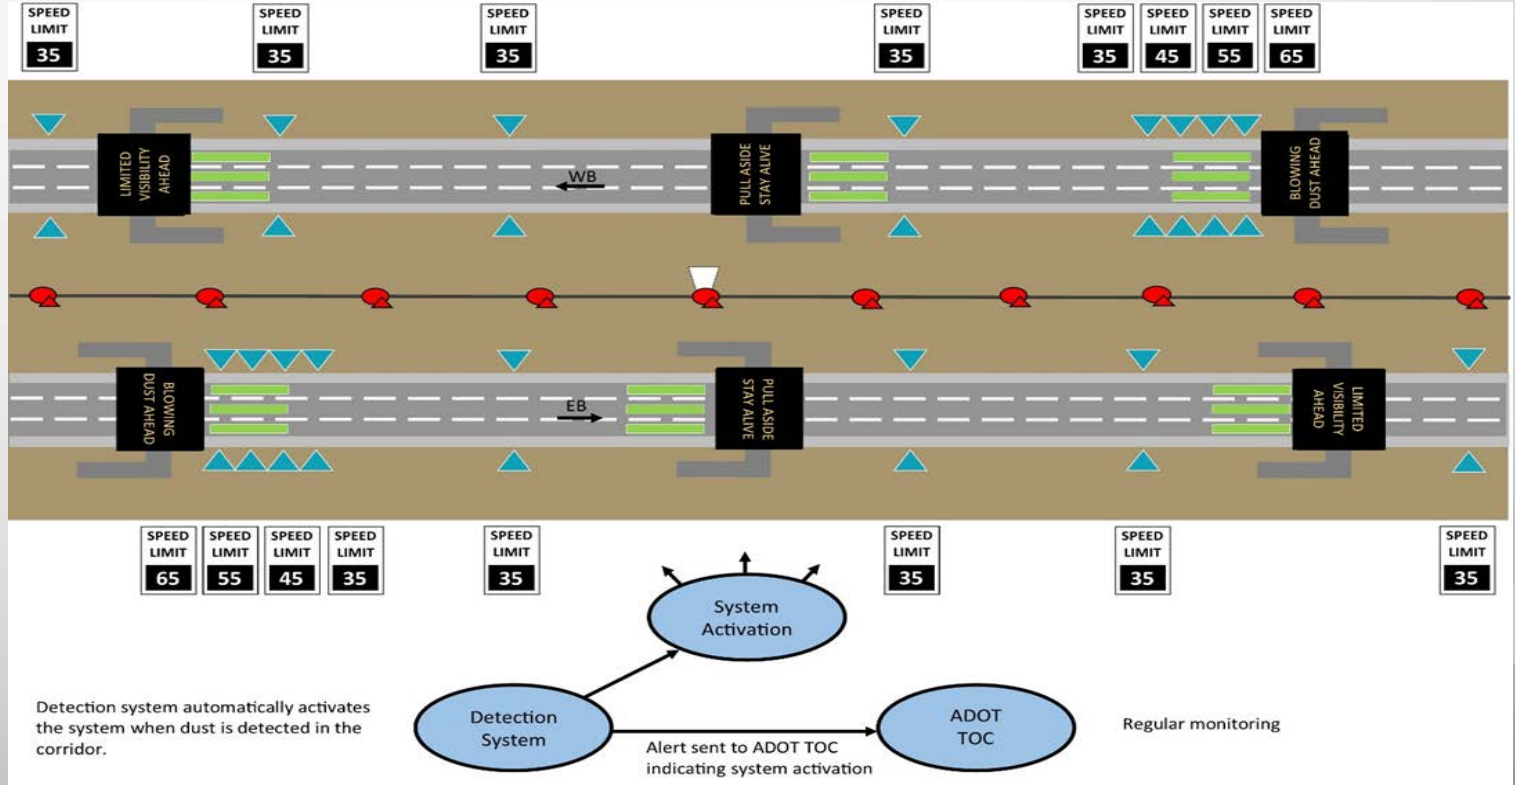 SPEED
LIMIT
35
SPEED
LIMIT
35
SPEED
LIMIT
35
SPEED
LIMIT
35
SPEED
LIMIT
35
SPEED
LIMIT
45
SPEED
LIMIT
55
SPEED
LIMIT
65
LIMITED
VISIBILITY
AHEAD
WB
PULL ASIDE
STAY ALIVE
BLOWING
DUST AHEAD
BLOWING
DUST AHEAD
EB
PULL ASIDE
STAY ALIVE
LIMITED
VISIBILITY
AHEAD
SPEED
LIMIT
65
SPEED
LIMIT
55
SPEED
LIMIT
45
SPEED
LIMIT
35
SPEED
LIMIT
35
SPEED
LIMIT
35
SPEED
LIMIT
35
SPEED
LIMIT
35
System
Activation
Detection system automatically activates
the system when dust is detected in the
corridor.
Detection
System
Alert sent to ADOT TOC
indicating system activation
ADOT
TOC
Regular monitoring